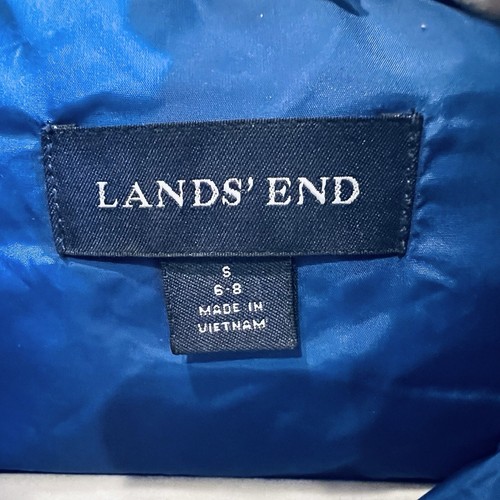 LANDS' END
S
6-8
MADE IN
VIETNAM